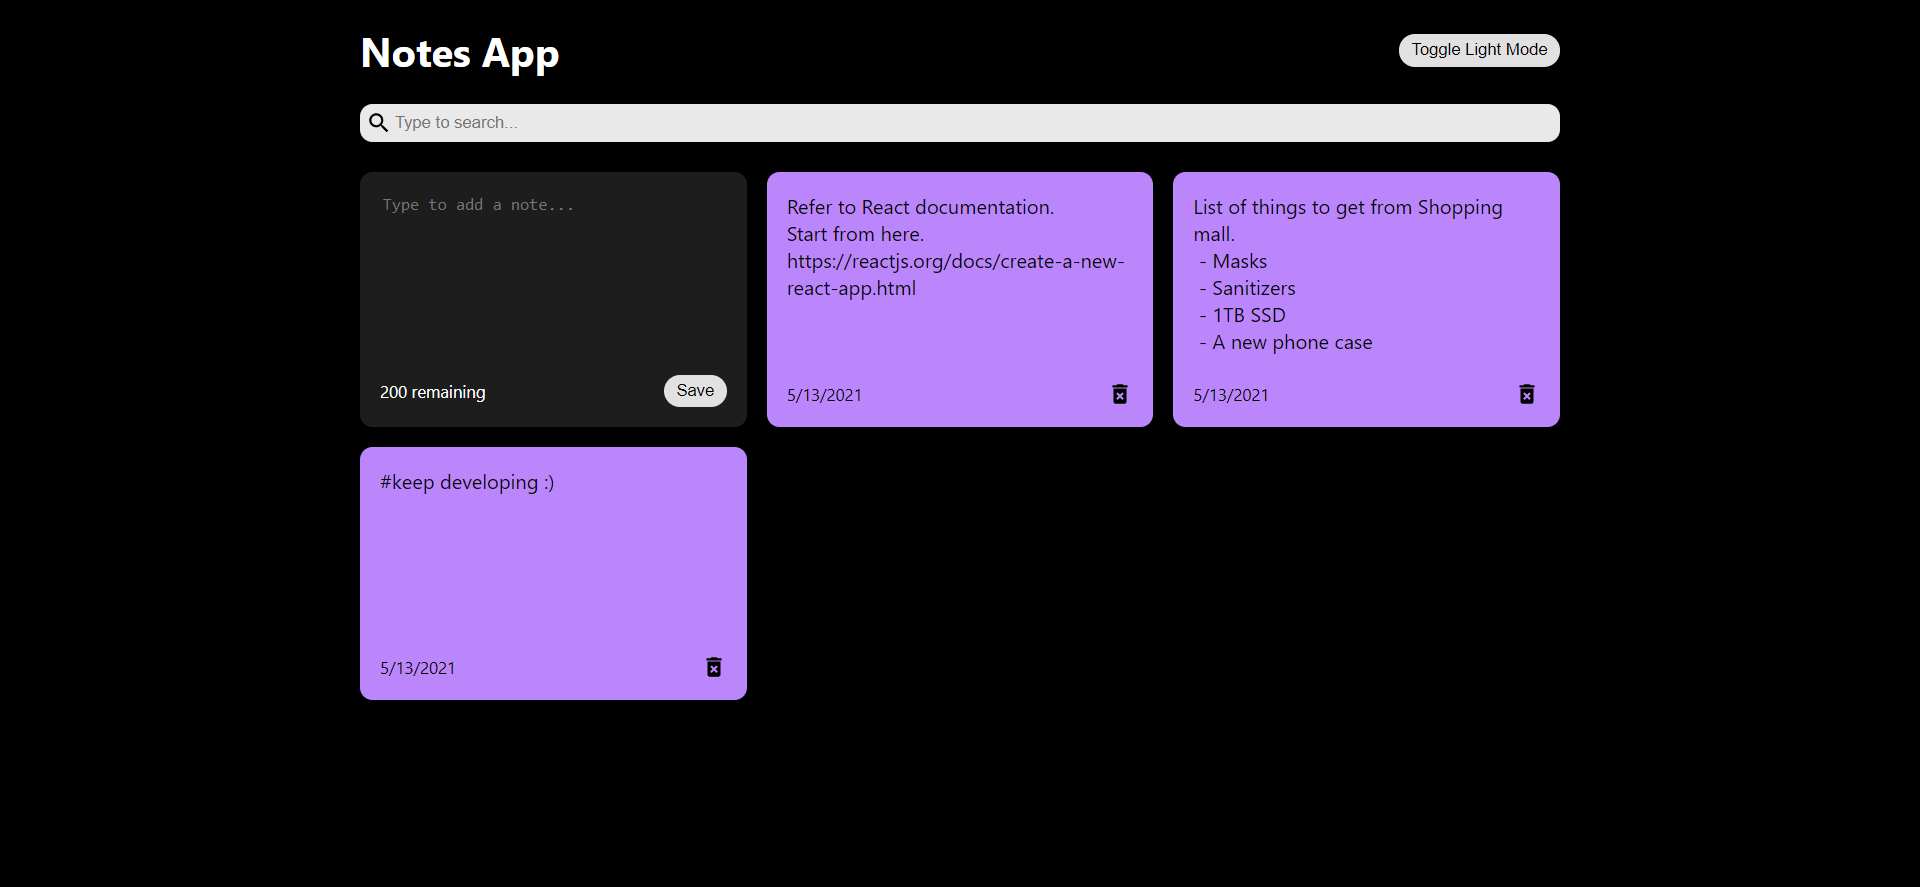 Notes App
Toggle Light Mode
Type to search...
Type to add a note...
200 remaining
Save
Refer to React documentation.
Start from here.
https://reactjs.org/docs/create-a-new-
react-app.html
5/13/2021
List of things to get from Shopping
mall.
- Masks
- Sanitizers
- 1TB SSD
- A new phone case
5/13/2021
#keep developing :)
5/13/2021